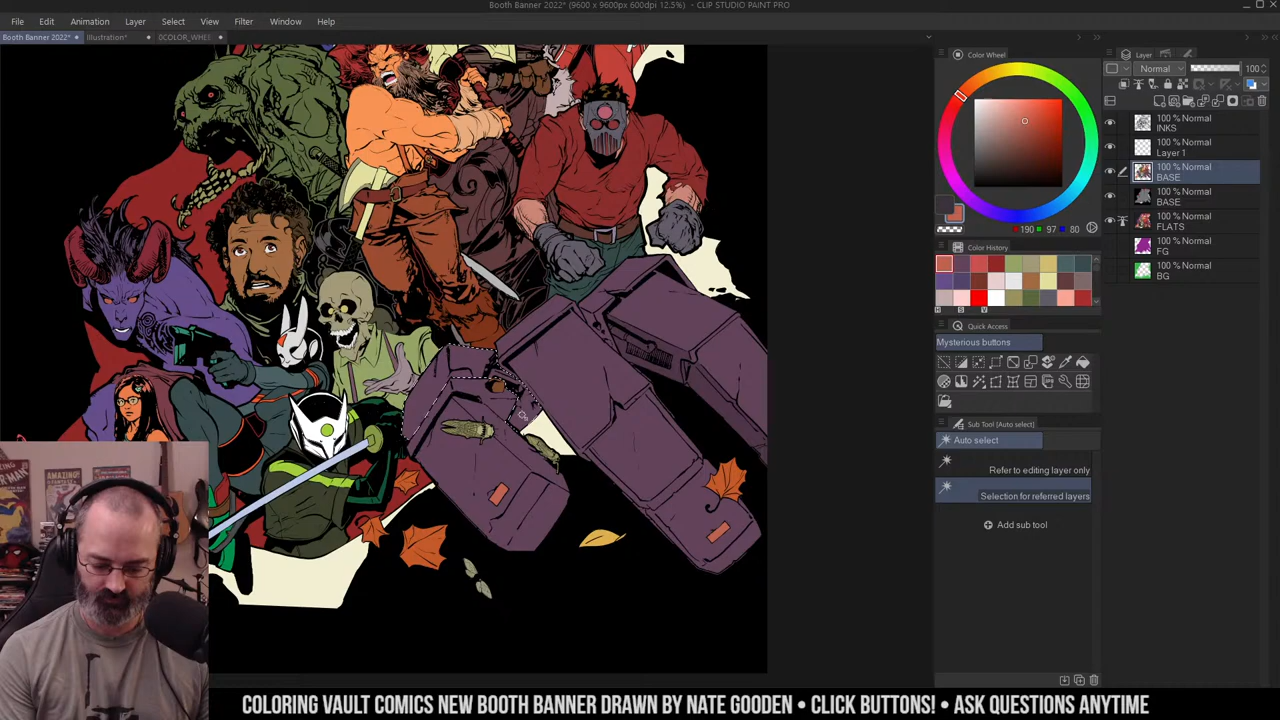 Booth Banner 2022* (9600 x 9600px 600dpi 12.5%) - CLIP STUDIO PAINT PRO
File Edit Animation Layer Select View Filter Window Help
Booth Banner 2022* Illustration* 0COLOR_WHEE
Color Wheel
190 97 80
Color History
H S V
Quick Access
Mysterious buttons
Sub Tool (Auto select)
Auto select
Refer to editing layer only
Selection for referred layers
Add sub tool
Layer
Normal 100
100 % Normal
INKS
100 % Normal
Layer 1
100 % Normal
BASE
100 % Normal
BASE
100 % Normal
FLATS
100 % Normal
FG
100 % Normal
BG
COLORING VAULT COMICS NEW BOOTH BANNER DRAWN BY NATE GOODEN • CLICK BUTTONS! • ASK QUESTIONS ANYTIME